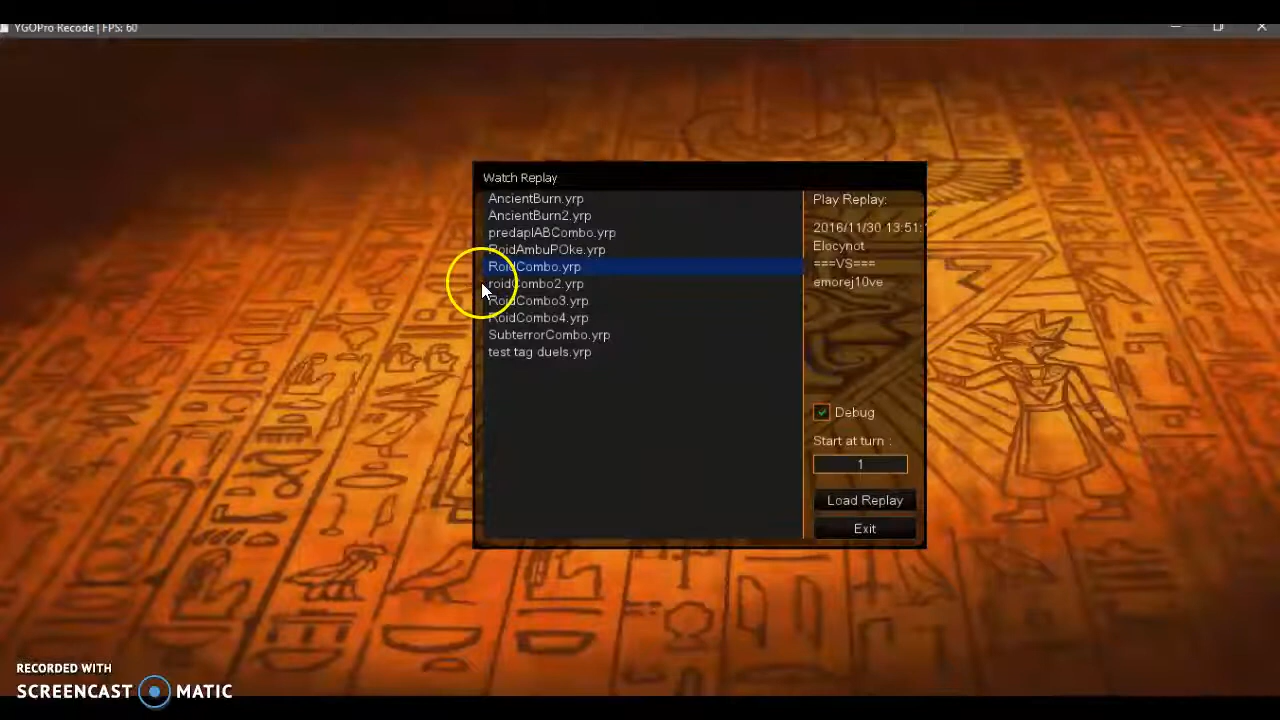 YGOPro Recode | FPS: 60
Watch Replay
AncientBurn.yrp
AncientBurn2.yrp
predaplABCombo.yrp
RoidAmbuPOke.yrp
RoidCombo.yrp
roidCombo2.yrp
RoidCombo3.yrp
RoidCombo4.yrp
SubterrorCombo.yrp
test tag duels.yrp
Play Replay:
2016/11/30 13:51:
Elocynot
===VS===
emorej10ve
Debug
Start at turn :
1
Load Replay
Exit
RECORDED WITH
SCREENCAST MATIC